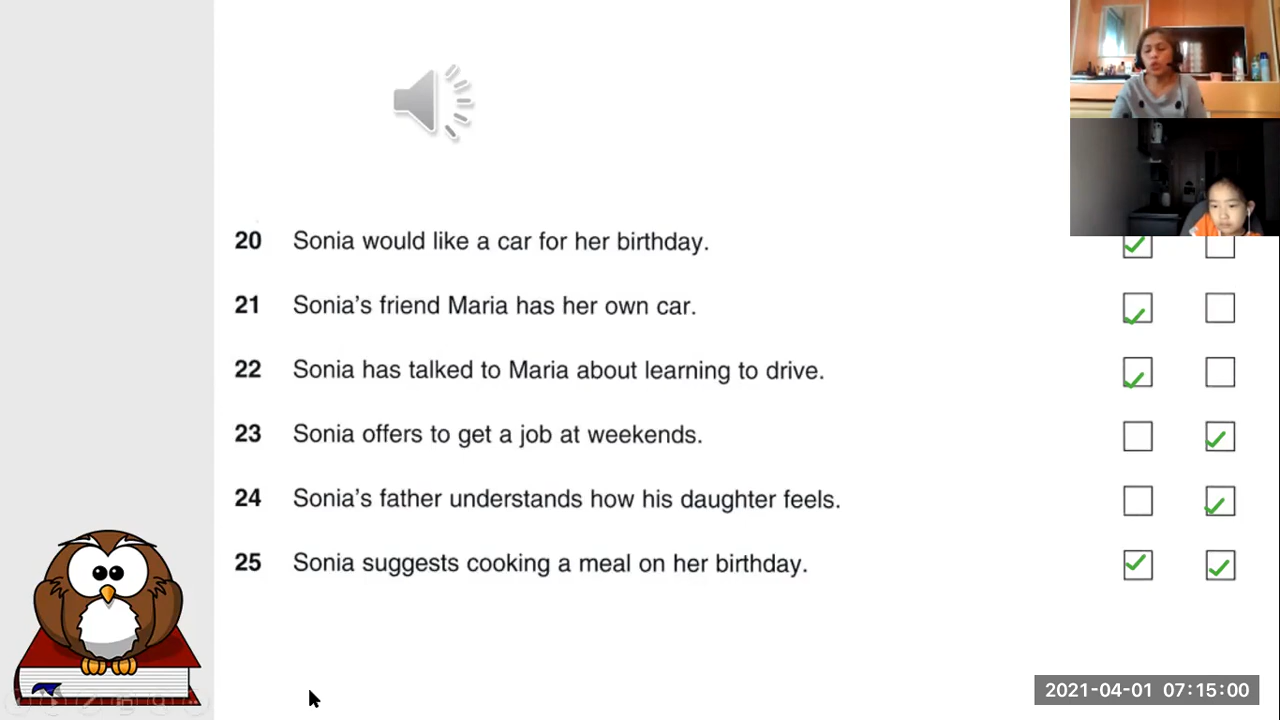 20 Sonia would like a car for her birthday.
21 Sonia's friend Maria has her own car.
22 Sonia has talked to Maria about learning to drive.
23 Sonia offers to get a job at weekends.
24 Sonia's father understands how his daughter feels.
25 Sonia suggests cooking a meal on her birthday.
2021-04-01 07:15:00